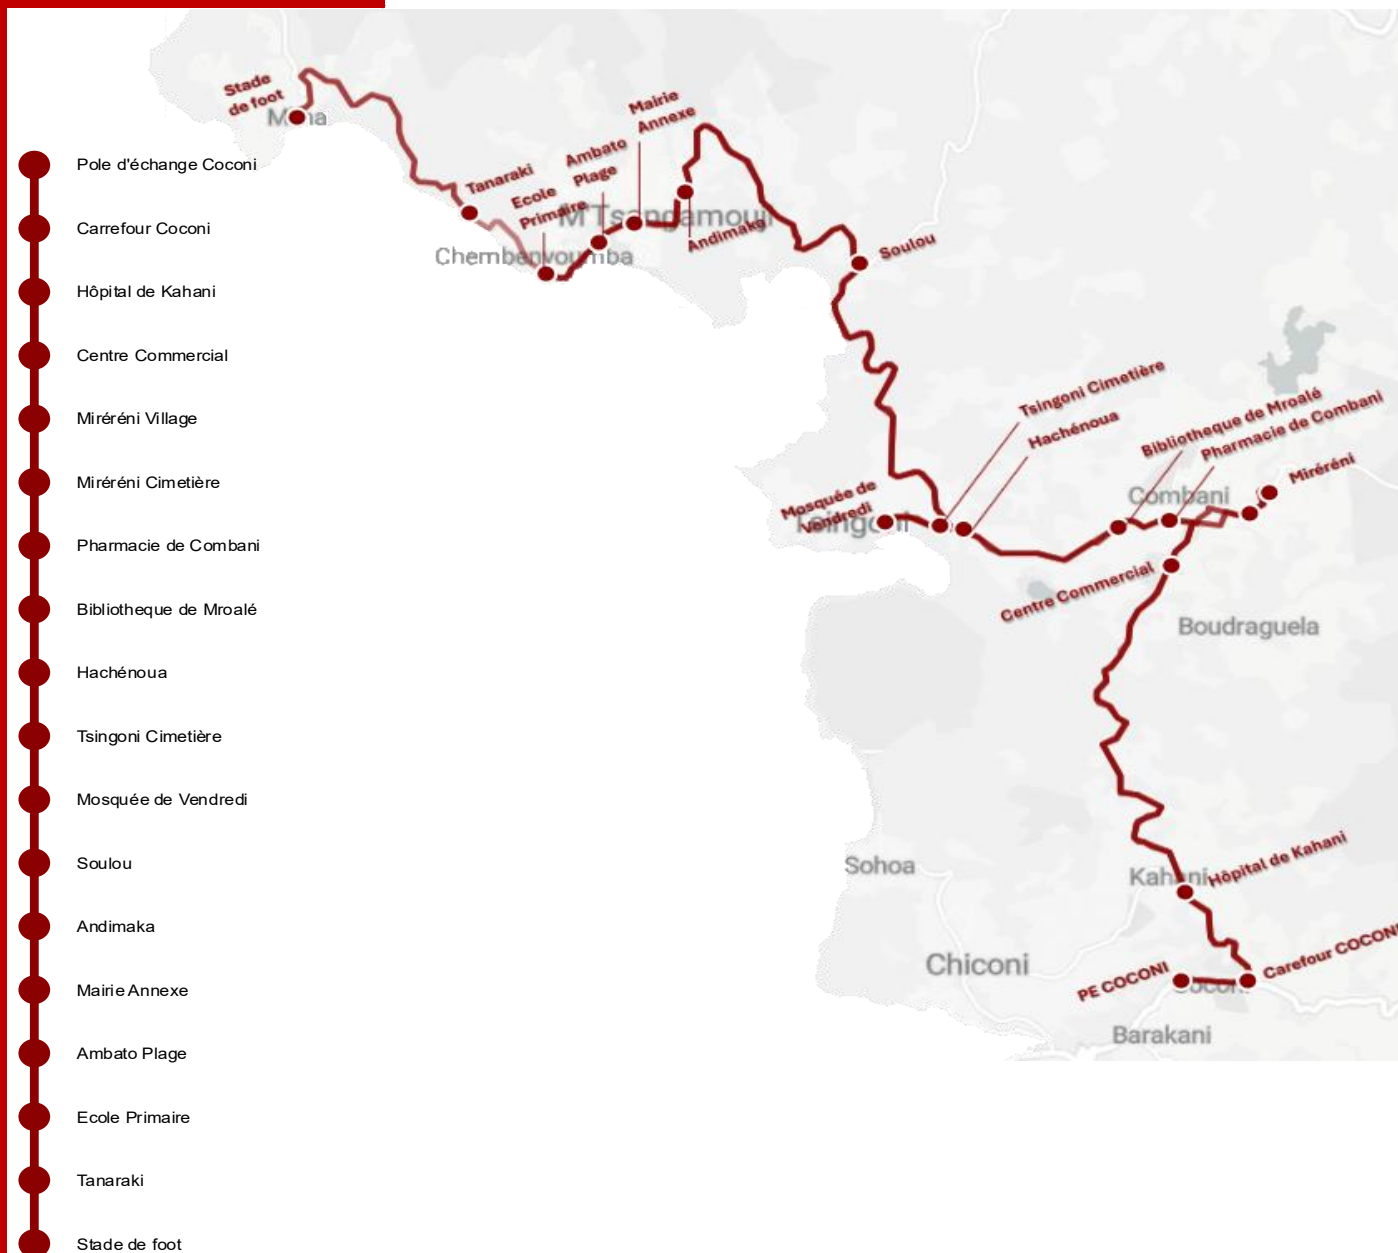 Pole d'échange Coconi
Carrefour Coconi
Hôpital de Kahani
Centre Commercial
Miréréni Village
Miréréni Cimetière
Pharmacie de Combani
Bibliotheque de Mroalé
Hachénoua
Tsingoni Cimetière
Mosquée de Vendredi
Soulou
Andimaka
Mairie Annexe
Ambato Plage
Ecole Primaire
Tanaraki
Stade de foot
Stade
de foot
Mairie
Annexe
Ambato
Plage
Tanaraki
Ecole
Primaire
M'Tsangamouji
Andimaka
Chembenyoumba
Soulou
Tsingoni Cimetière
Hachénoua
Bibliotheque de Mroalé
Pharmacie de Combani
Miréréni
Combani
Mosquée de
Vendredi
Tsingoni
Centre Commercial
Boudraguela
Sohoa
Kahani
Hôpital de Kahani
Chiconi
PE COCONI
Coconi
Carefour COCONI
Barakani